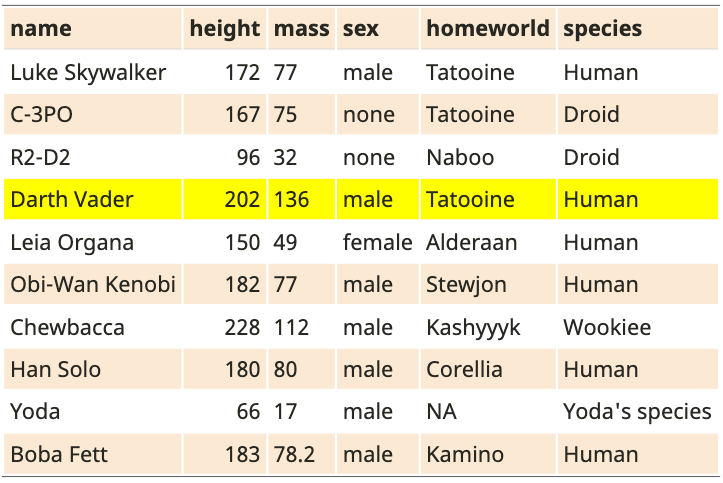 name height mass sex homeworld species
Luke Skywalker 172 77 male Tatooine Human
C-3PO 167 75 none Tatooine Droid
R2-D2 96 32 none Naboo Droid
Darth Vader 202 136 male Tatooine Human
Leia Organa 150 49 female Alderaan Human
Obi-Wan Kenobi 182 77 male Stewjon Human
Chewbacca 228 112 male Kashyyyk Wookiee
Han Solo 180 80 male Corellia Human
Yoda 66 17 male NA Yoda's species
Boba Fett 183 78.2 male Kamino Human